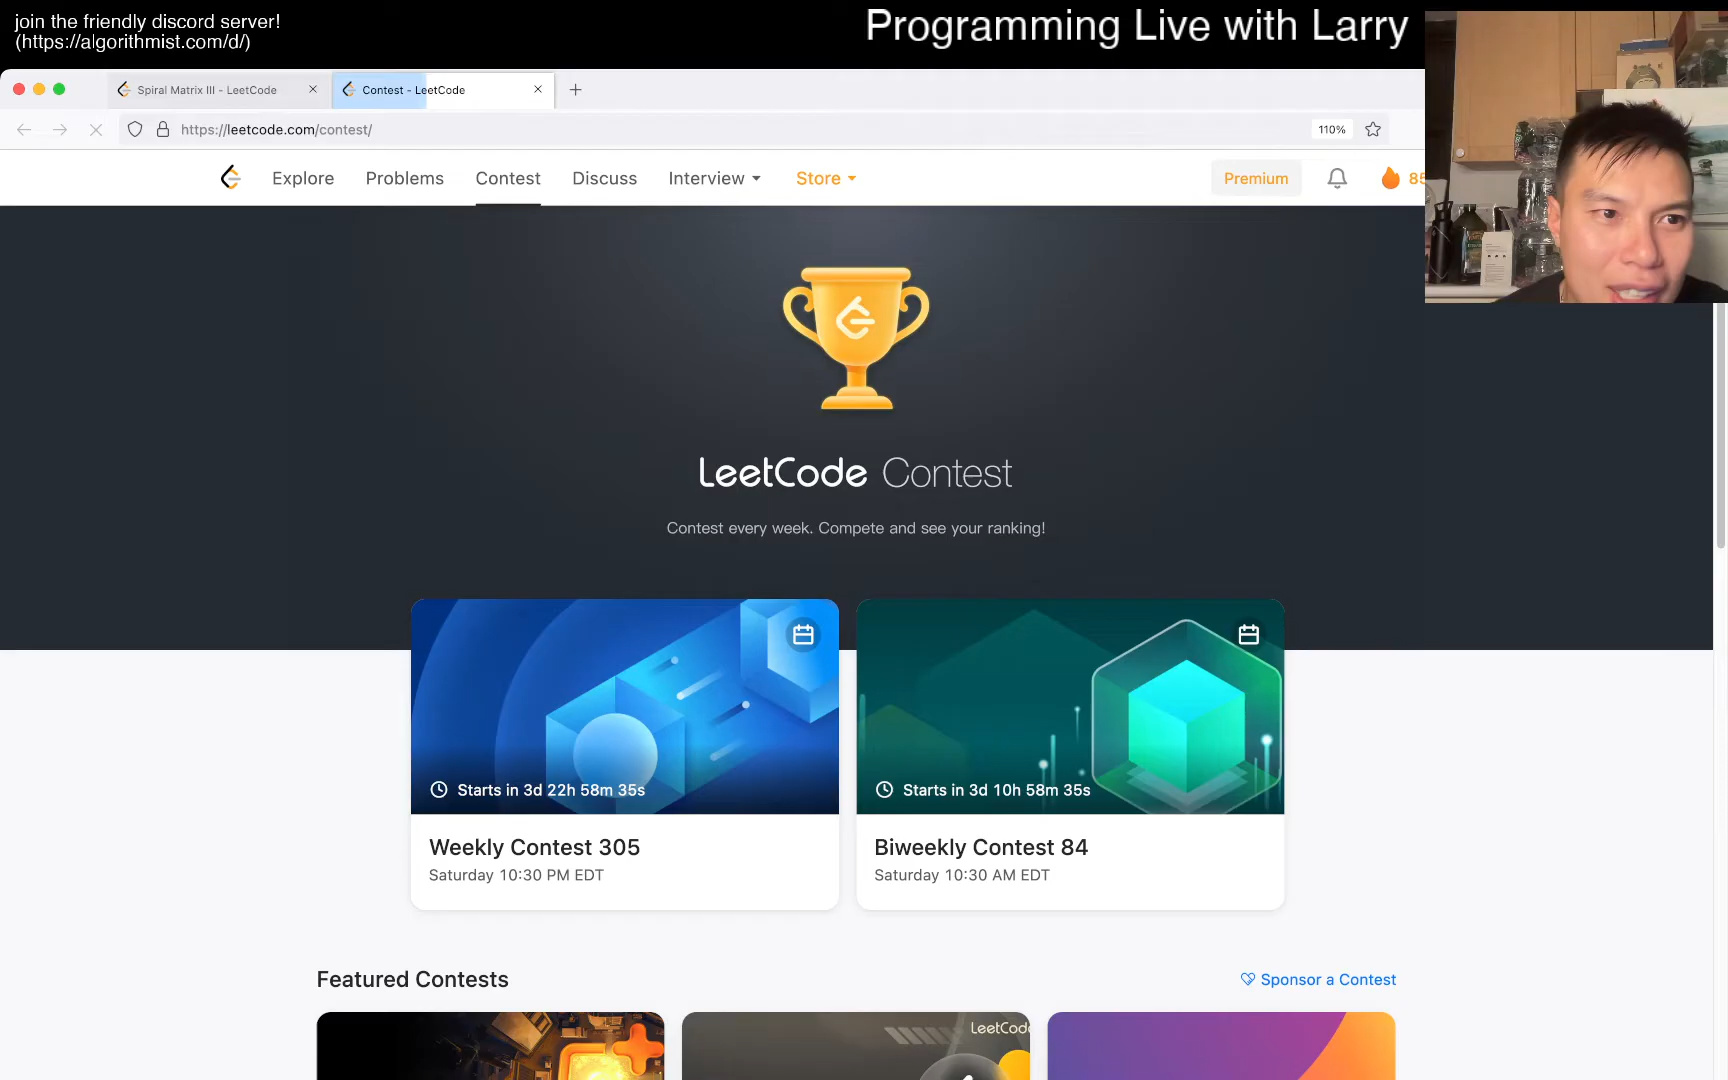 join the friendly discord server!
(https://algorithmist.com/d/)
Programming Live with Larry
Spiral Matrix III - LeetCode
Contest - LeetCode
https://leetcode.com/contest/
110%
Explore Problems Contest Discuss Interview Store
Premium
85
LeetCode Contest
Contest every week. Compete and see your ranking!
Starts in 3d 22h 58m 35s
Starts in 3d 10h 58m 35s
Weekly Contest 305
Biweekly Contest 84
Saturday 10:30 PM EDT
Saturday 10:30 AM EDT
Featured Contests
Sponsor a Contest
LeetCode